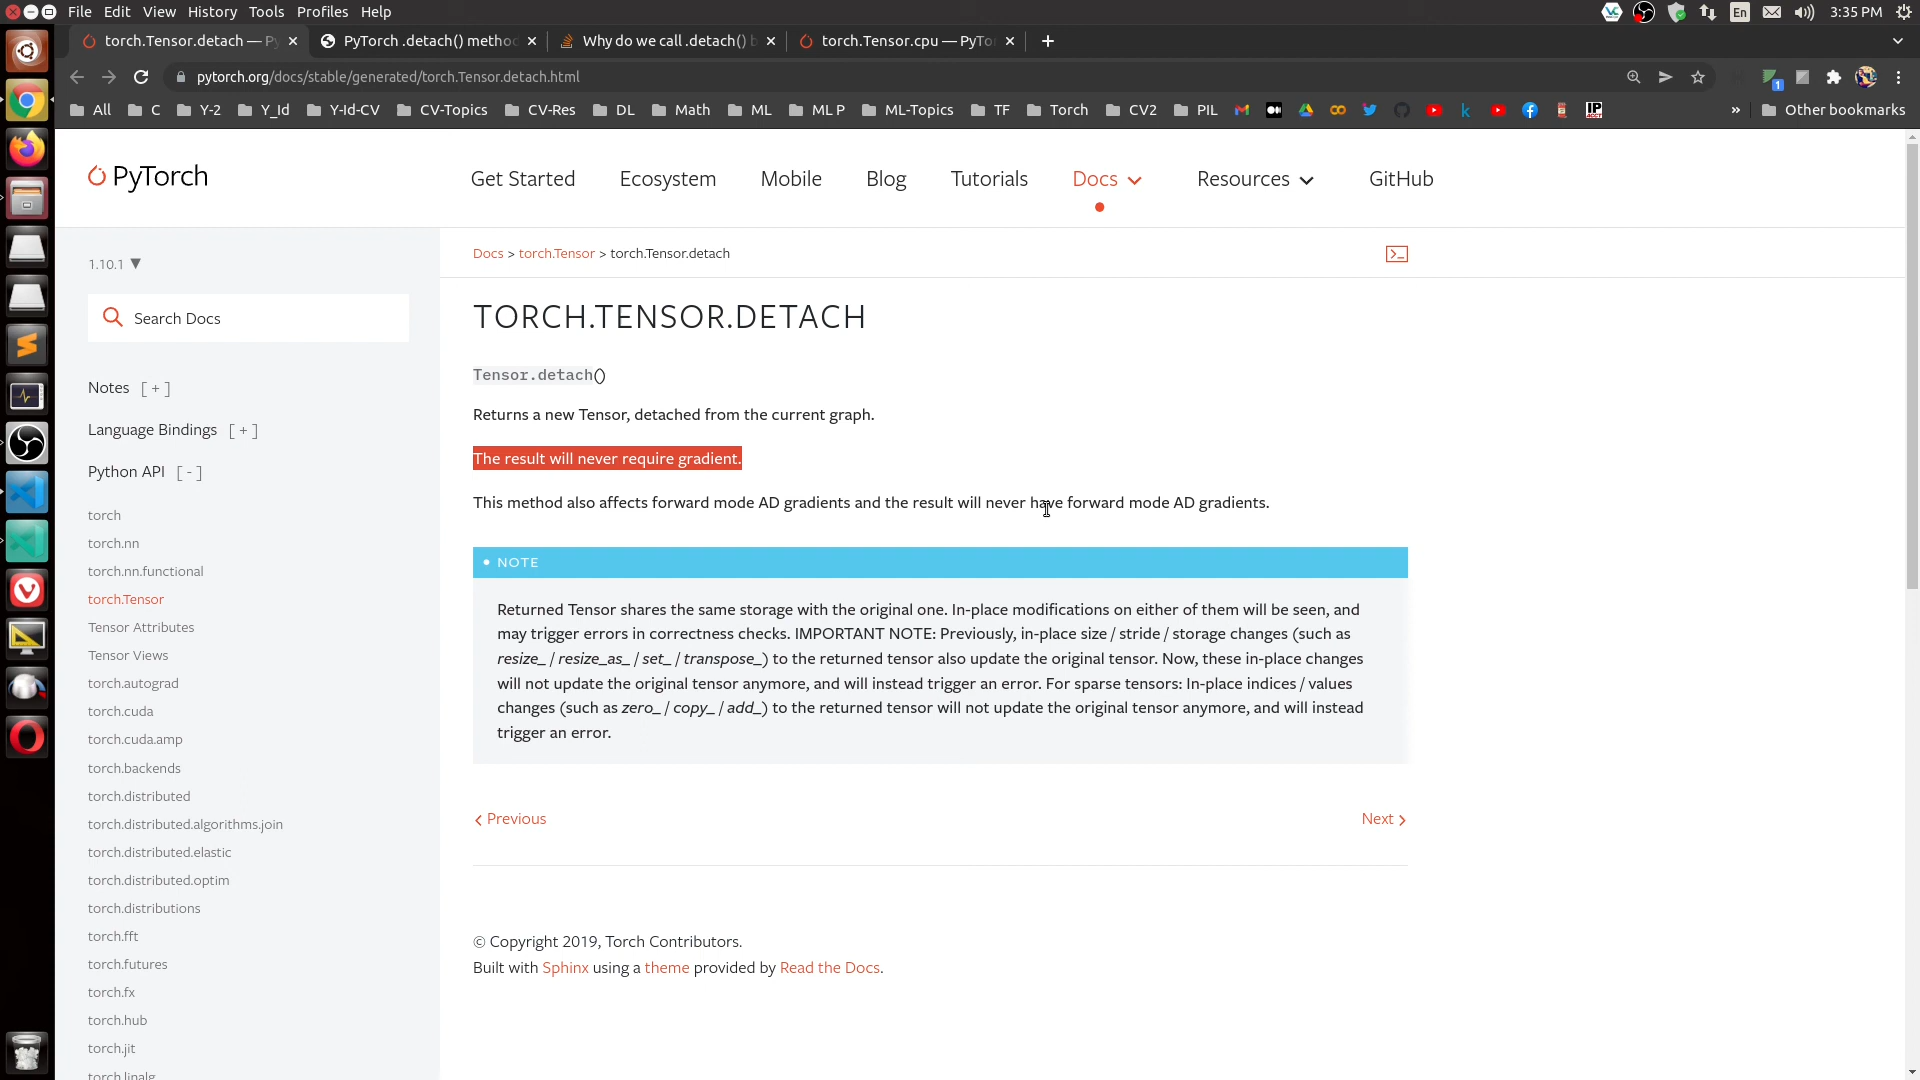 File Edit View History Tools Profiles Help
En 3:35 PM
torch.Tensor.detach — Py
PyTorch .detach() method
Why do we call .detach() b
torch.Tensor.cpu — PyTo
pytorch.org/docs/stable/generated/torch.Tensor.detach.html
1
All C Y-2 Y_Id Y-Id-CV CV-Topics CV-Res DL Math ML ML P ML-Topics TF Torch CV2 PIL k » Other bookmarks
PyTorch
Get Started Ecosystem Mobile Blog Tutorials Docs Resources GitHub
1.10.1 ▼
Search Docs
Notes [ + ]
Language Bindings [ + ]
Python API [ - ]
torch
torch.nn
torch.nn.functional
torch.Tensor
Tensor Attributes
Tensor Views
torch.autograd
torch.cuda
torch.cuda.amp
torch.backends
torch.distributed
torch.distributed.algorithms.join
torch.distributed.elastic
torch.distributed.optim
torch.distributions
torch.fft
torch.futures
torch.fx
torch.hub
torch.jit
torch.linalg
Docs > torch.Tensor > torch.Tensor.detach
TORCH.TENSOR.DETACH
Tensor.detach()
Returns a new Tensor, detached from the current graph.
The result will never require gradient.
This method also affects forward mode AD gradients and the result will never have forward mode AD gradients.
• NOTE
Returned Tensor shares the same storage with the original one. In-place modifications on either of them will be seen, and
may trigger errors in correctness checks. IMPORTANT NOTE: Previously, in-place size / stride / storage changes (such as
resize_ / resize_as_ / set_ / transpose_) to the returned tensor also update the original tensor. Now, these in-place changes
will not update the original tensor anymore, and will instead trigger an error. For sparse tensors: In-place indices / values
changes (such as zero_ / copy_ / add_) to the returned tensor will not update the original tensor anymore, and will instead
trigger an error.
‹ Previous
Next ›
© Copyright 2019, Torch Contributors.
Built with Sphinx using a theme provided by Read the Docs.